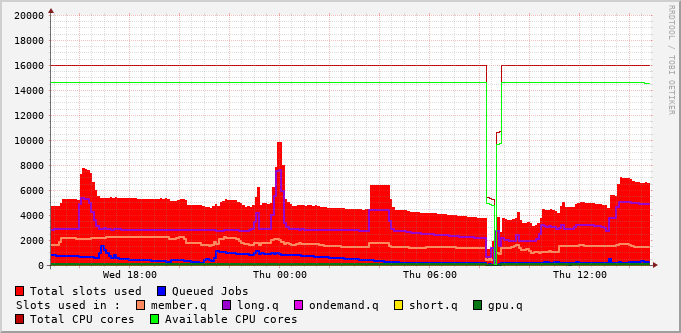 RRDTOOL / TOBI OETIKER
20000
18000
16000
14000
12000
10000
8000
6000
4000
2000
0
Wed 18:00 Thu 00:00 Thu 06:00 Thu 12:00
Total slots used Queued Jobs
Slots used in : member.q long.q ondemand.q short.q gpu.q
Total CPU cores Available CPU cores